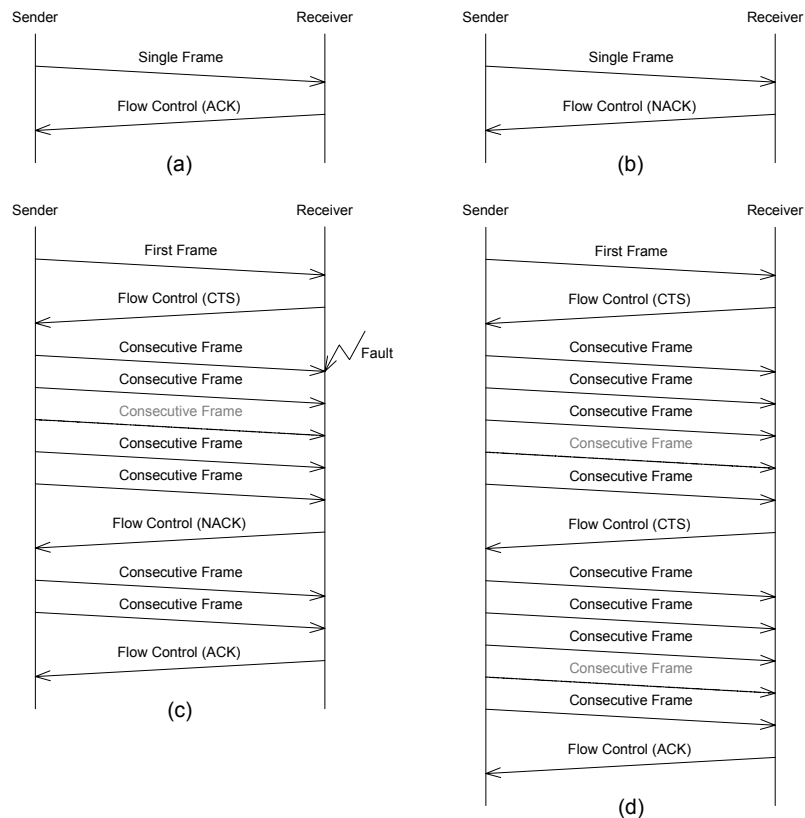 Sender Receiver
Single Frame
Flow Control (ACK)
(a)
Sender Receiver
Single Frame
Flow Control (NACK)
(b)
Sender Receiver
First Frame
Flow Control (CTS)
Consecutive Frame
Fault
Consecutive Frame
Consecutive Frame
Consecutive Frame
Consecutive Frame
Flow Control (NACK)
Consecutive Frame
Consecutive Frame
Flow Control (ACK)
(c)
Sender Receiver
First Frame
Flow Control (CTS)
Consecutive Frame
Consecutive Frame
Consecutive Frame
Consecutive Frame
Consecutive Frame
Flow Control (CTS)
Consecutive Frame
Consecutive Frame
Consecutive Frame
Consecutive Frame
Consecutive Frame
Flow Control (ACK)
(d)